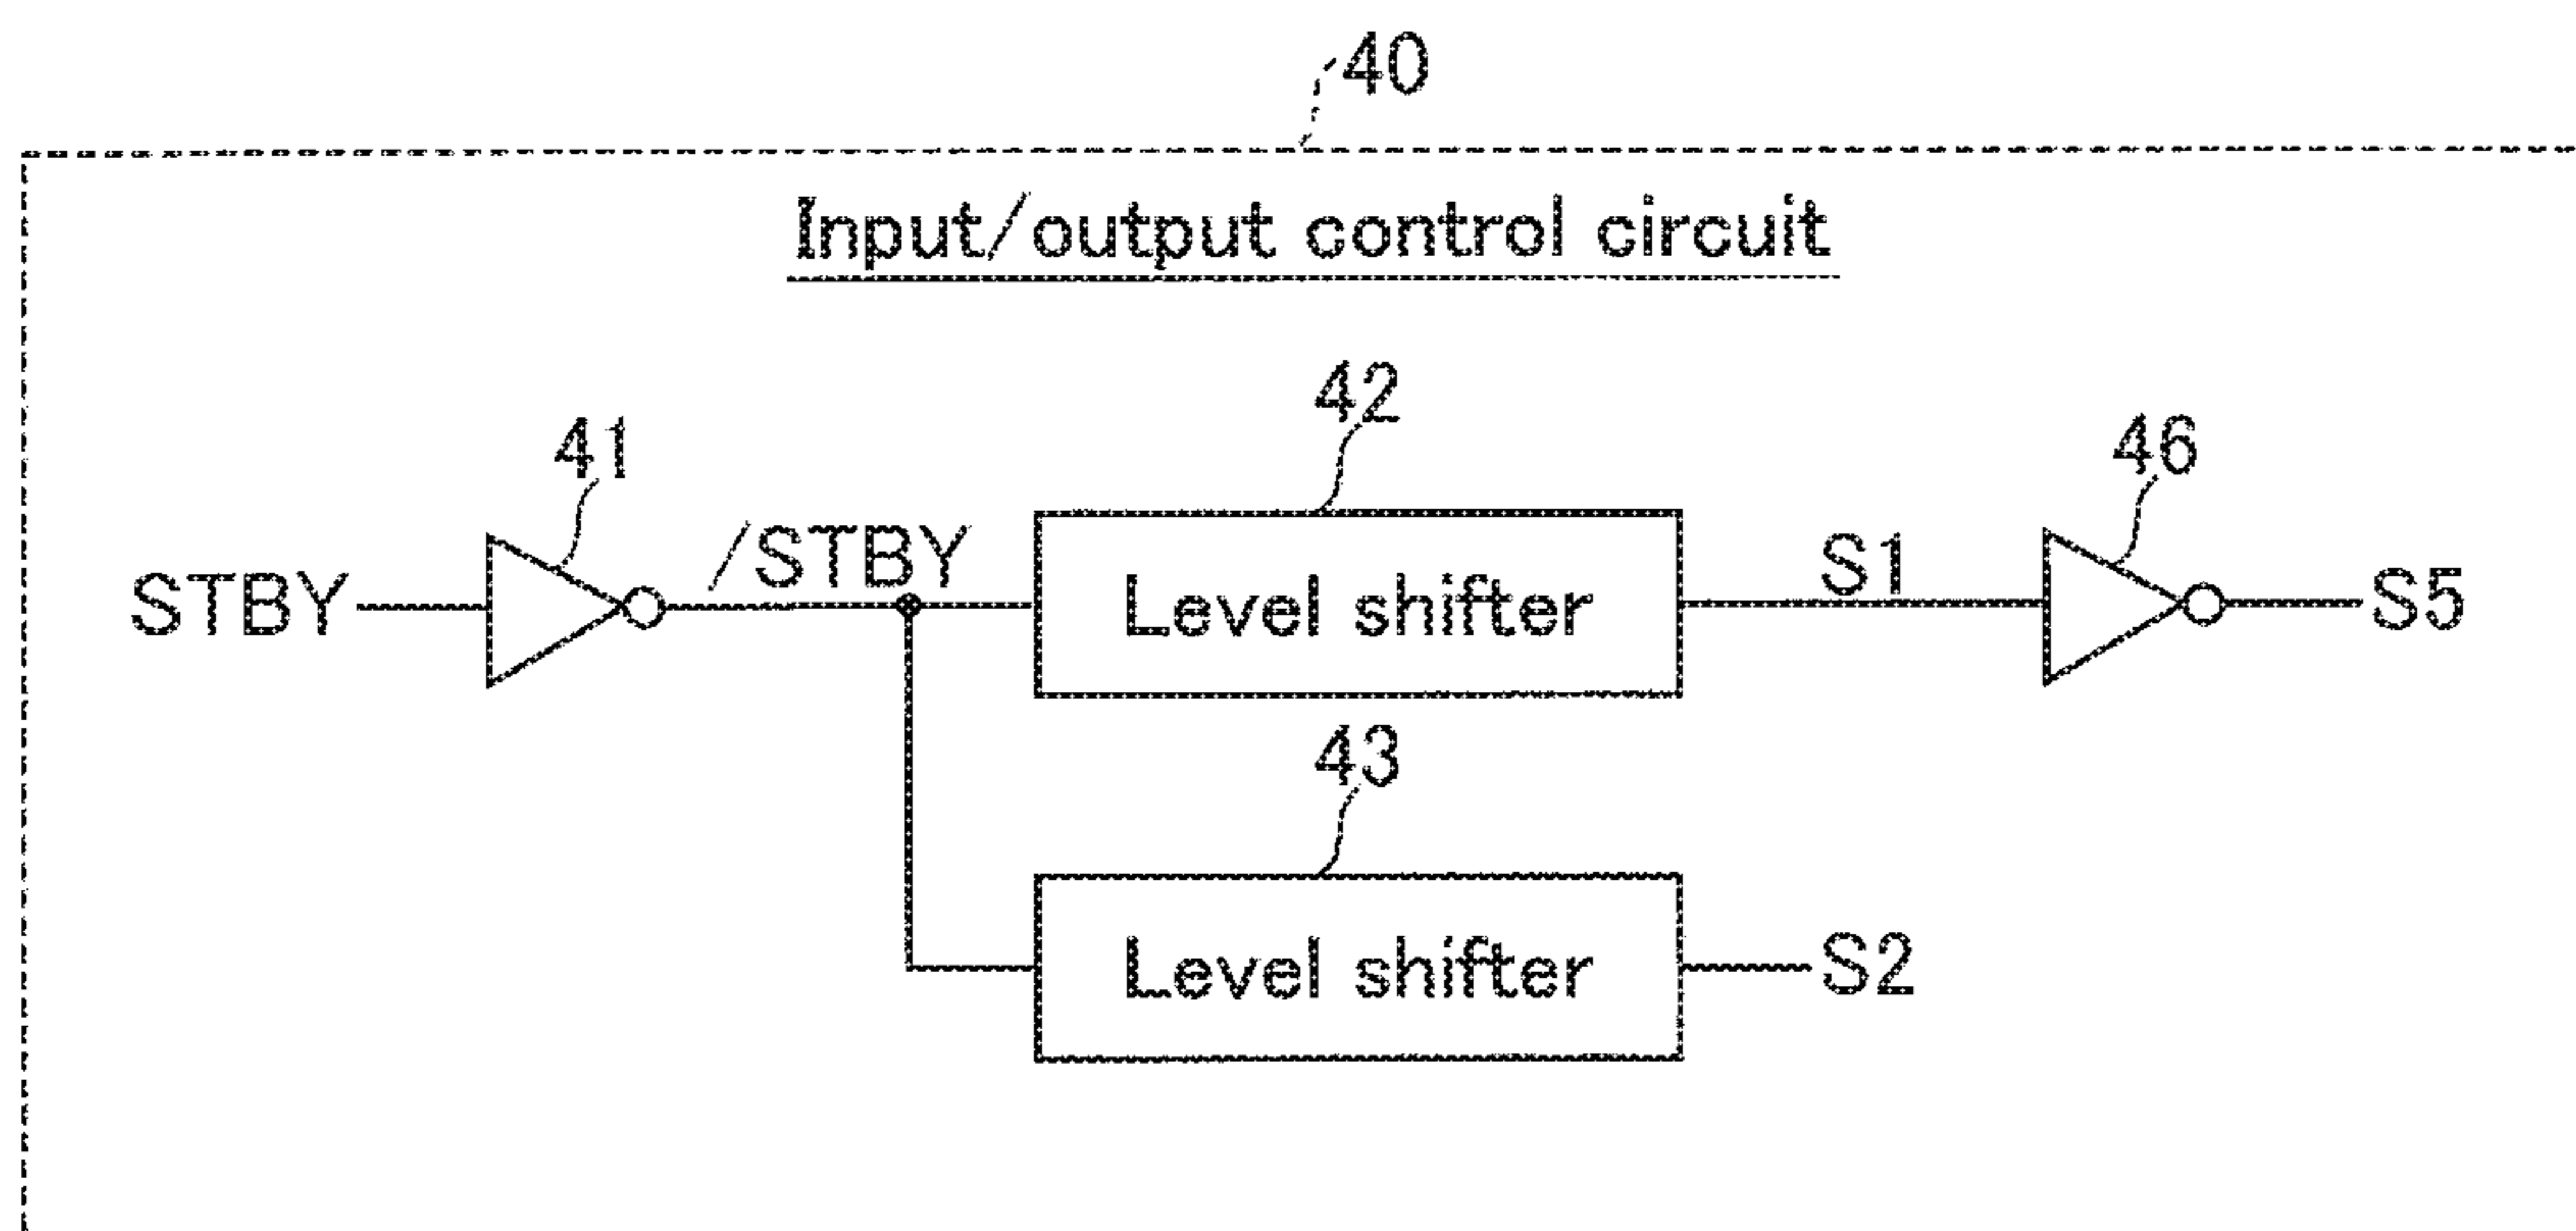 40
Input/output control circuit
42
41
46
/STBY
S1
STBY
Level shifter
S5
43
Level shifter
S2